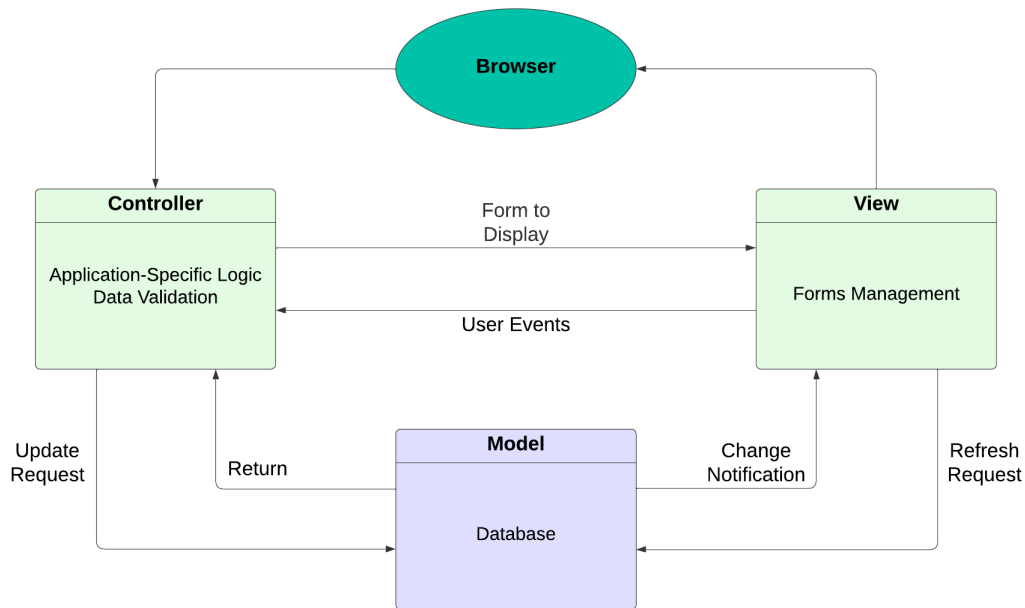 Browser
Controller
View
Form to
Display
Application-Specific Logic
Data Validation
Forms Management
User Events
Update
Request
Return
Model
Database
Change
Notification
Refresh
Request